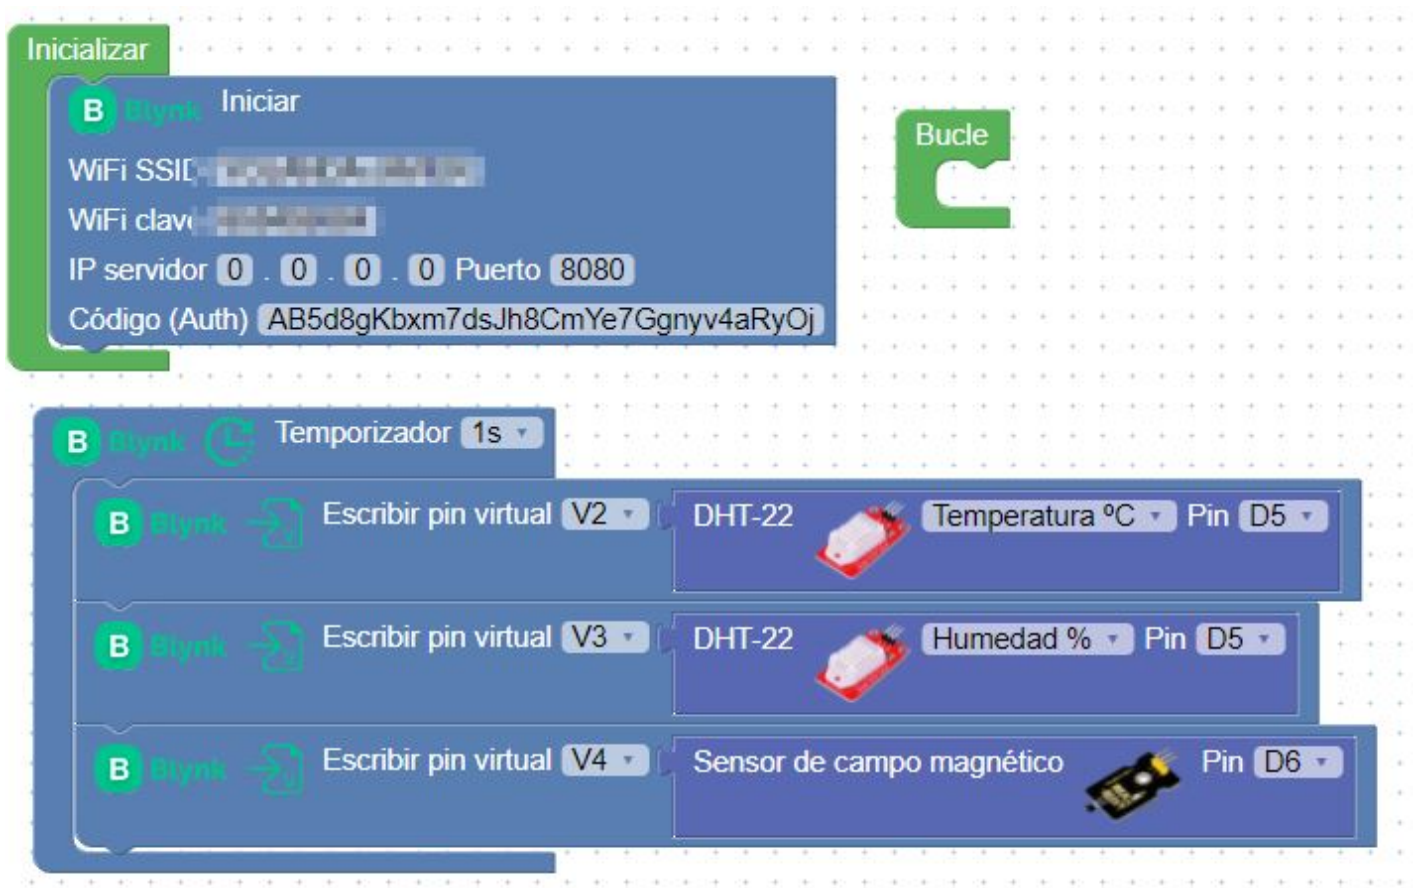 Inicializar
B Blynk Iniciar
WiFi SSID
WiFi clave
IP servidor 0 . 0 . 0 . 0 Puerto 8080
Código (Auth) AB5d8gKbxm7dsJh8CmYe7Ggnyv4aRyOj
Bucle
B Blynk Temporizador 1s
B Blynk Escribir pin virtual V2 DHT-22 Temperatura ºC Pin D5
B Blynk Escribir pin virtual V3 DHT-22 Humedad % Pin D5
B Blynk Escribir pin virtual V4 Sensor de campo magnético Pin D6